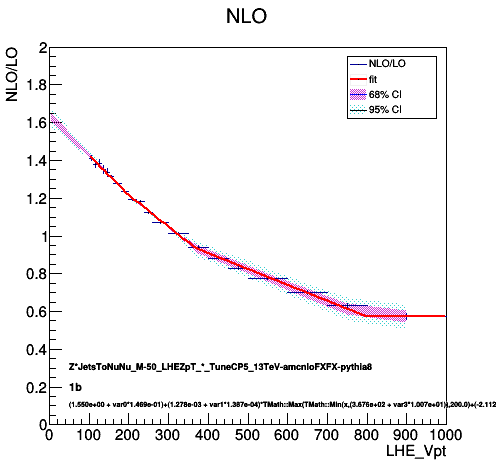 NLO
NLO/LO
2
1.8
1.6
1.4
1.2
1
0.8
0.6
0.4
0.2
0
NLO/LO
fit
68% CI
95% CI
Z*JetsToNuNu_M-50_LHEZpT_*_TuneCP5_13TeV-amcnloFXFX-pythia8
1b
(1.550e+00 + var0*1.469e-01)+(1.278e-03 + var1*1.387e-04)*TMath::Max(TMath::Min(x,(3.676e+02 + var3*1.007e+01)),200.0)+(-2.112
0 100 200 300 400 500 600 700 800 900 1000
LHE_Vpt